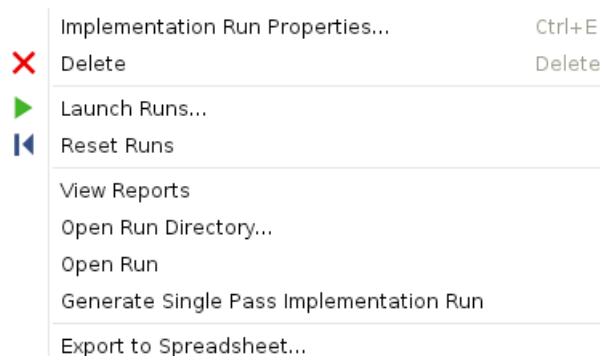 Implementation Run Properties... Ctrl+E
Delete Delete
Launch Runs...
Reset Runs
View Reports
Open Run Directory...
Open Run
Generate Single Pass Implementation Run
Export to Spreadsheet...